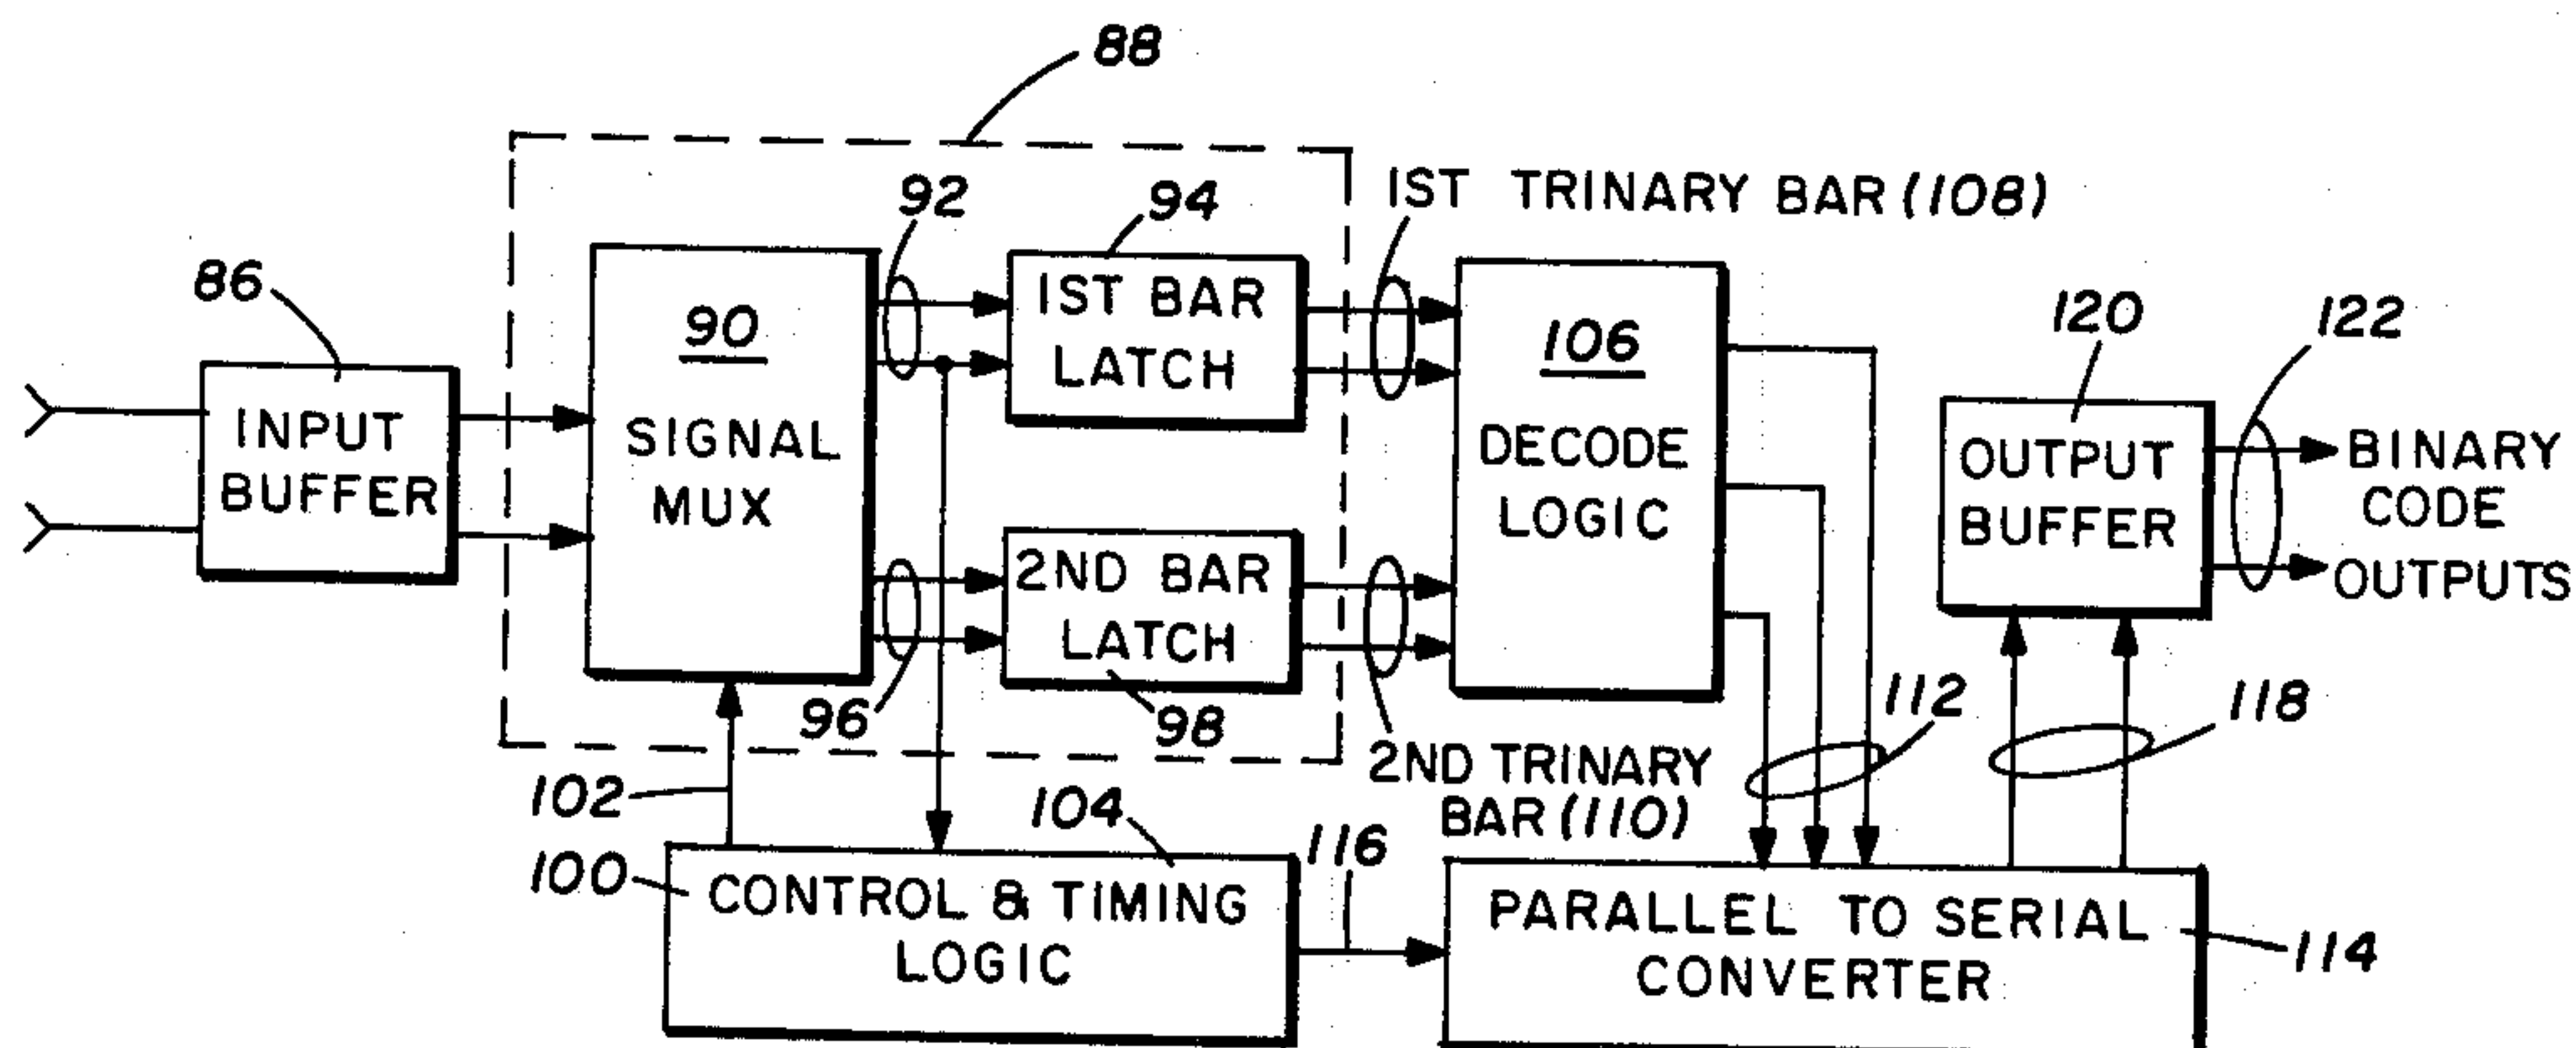 88
92
94
1ST TRINARY BAR (108)
86
90
SIGNAL
MUX
1ST BAR
LATCH
106
DECODE
LOGIC
120
122
INPUT
BUFFER
OUTPUT
BUFFER
BINARY
CODE
OUTPUTS
2ND BAR
LATCH
96
98
112
118
2ND TRINARY
BAR (110)
102
104
116
100
CONTROL & TIMING
LOGIC
PARALLEL TO SERIAL
CONVERTER
114